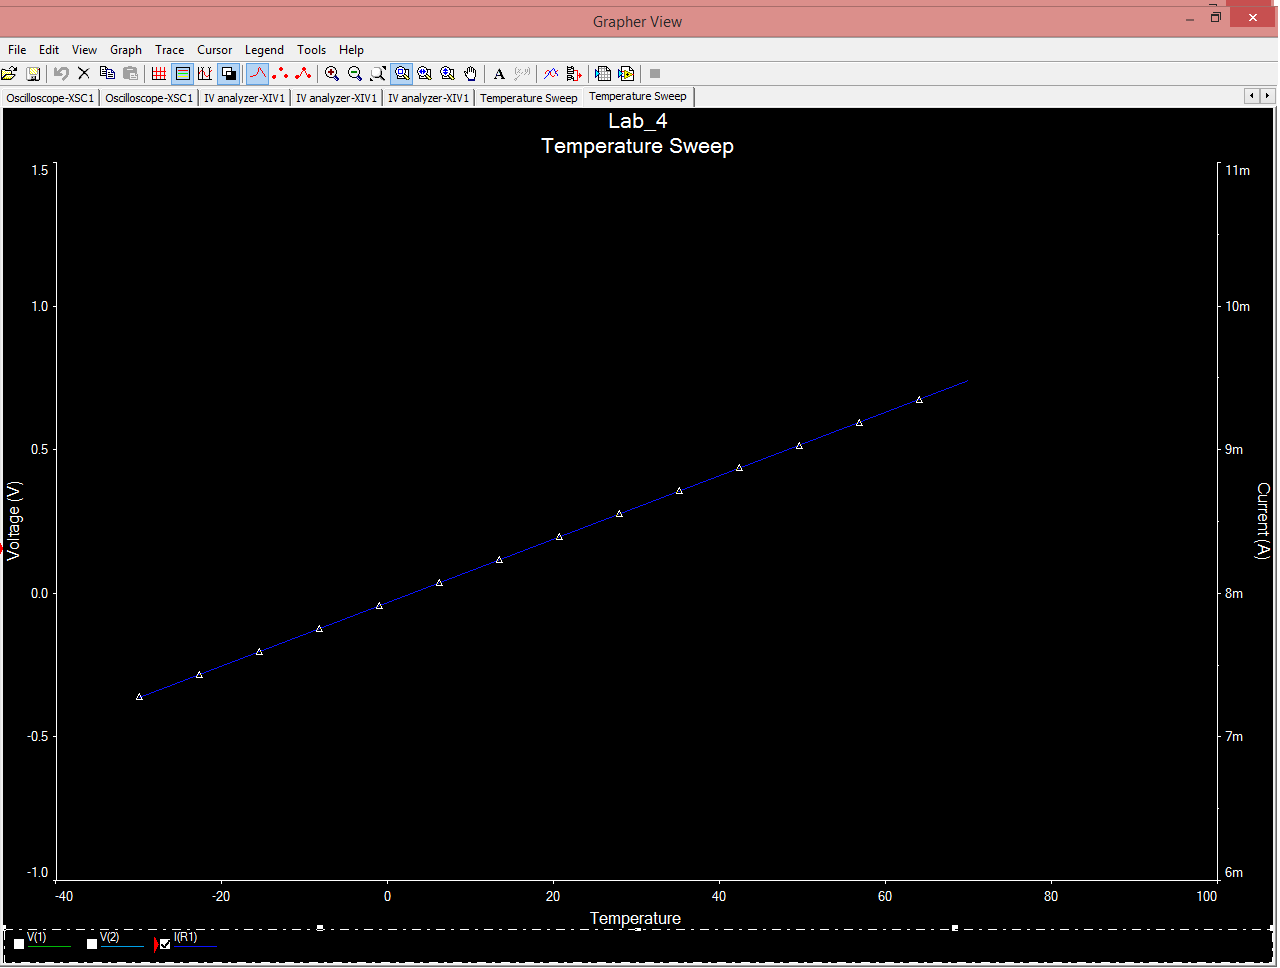 Grapher View
File Edit View Graph Trace Cursor Legend Tools Help
A
Oscilloscope-XSC1 Oscilloscope-XSC1 IV analyzer-XIV1 IV analyzer-XIV1 IV analyzer-XIV1 Temperature Sweep Temperature Sweep
Lab_4
Temperature Sweep
1.5 11m
1.0 10m
0.5 9m
Voltage (V)
Current (A)
0.0 8m
-0.5 7m
-1.0 6m
-40 -20 0 20 40 60 80 100
Temperature
V(1) V(2) I(R1)